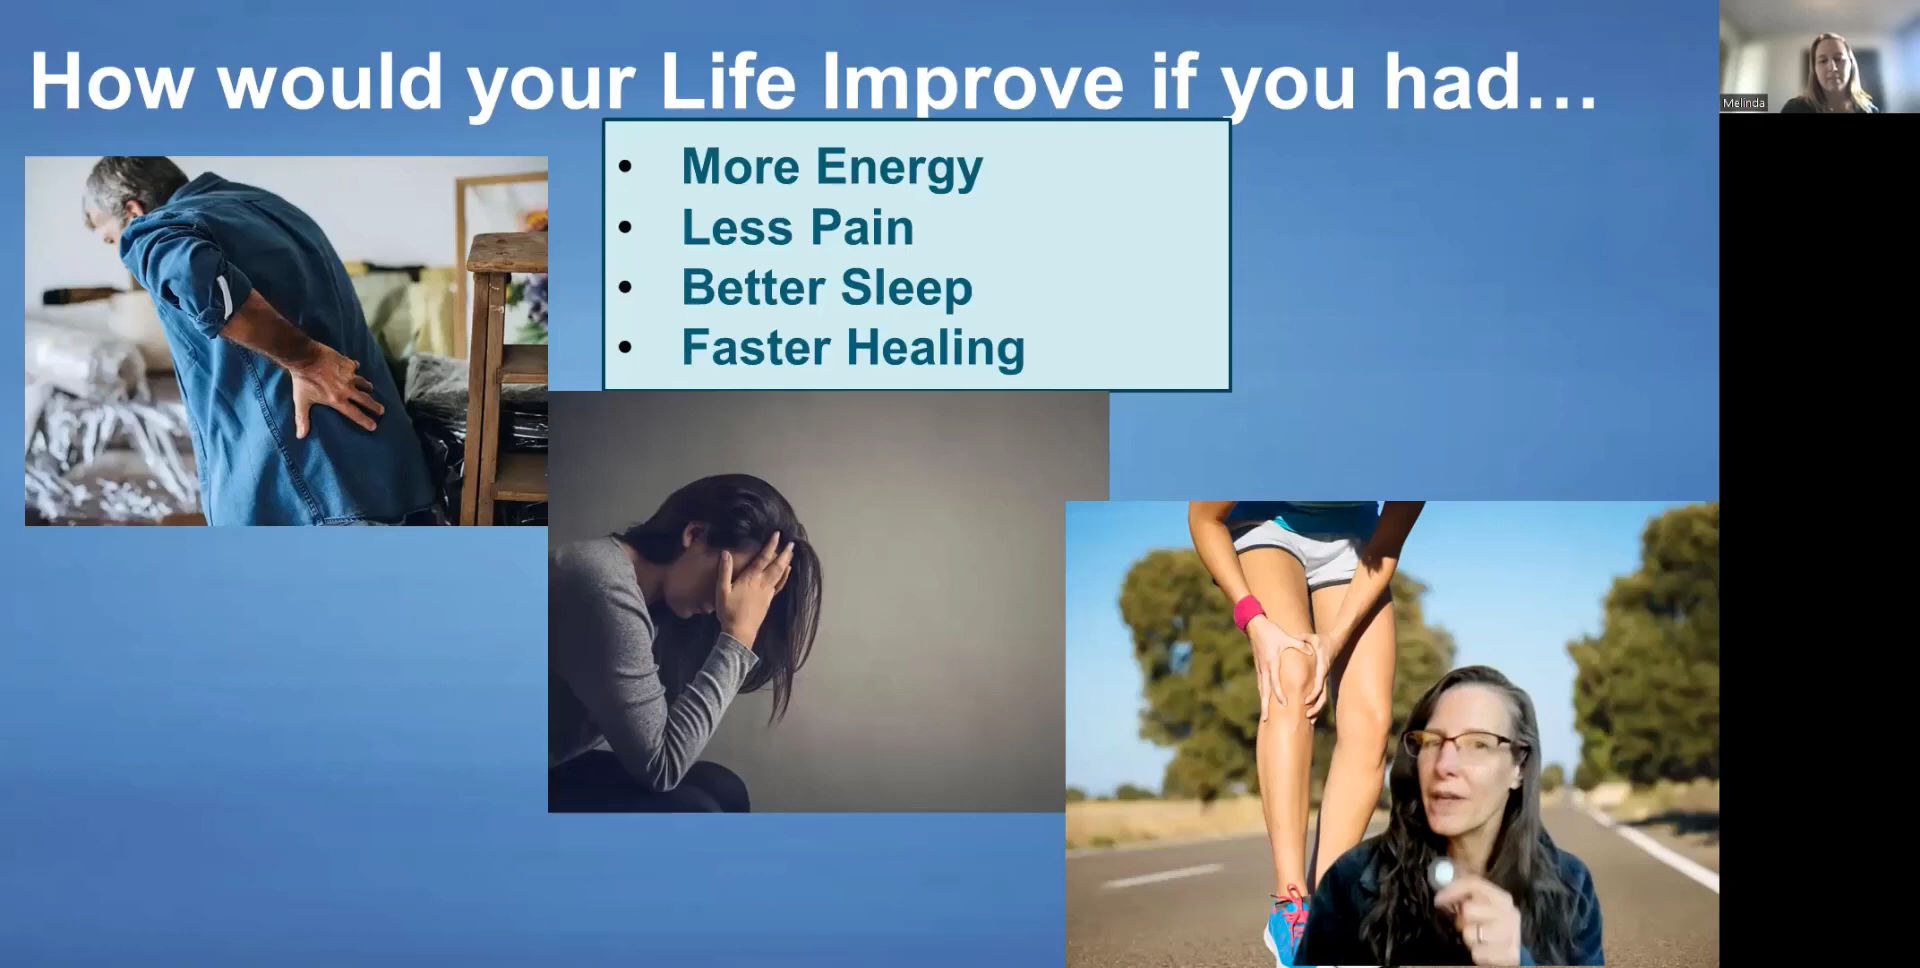 How would your Life Improve if you had…
• More Energy
• Less Pain
• Better Sleep
• Faster Healing
Melinda